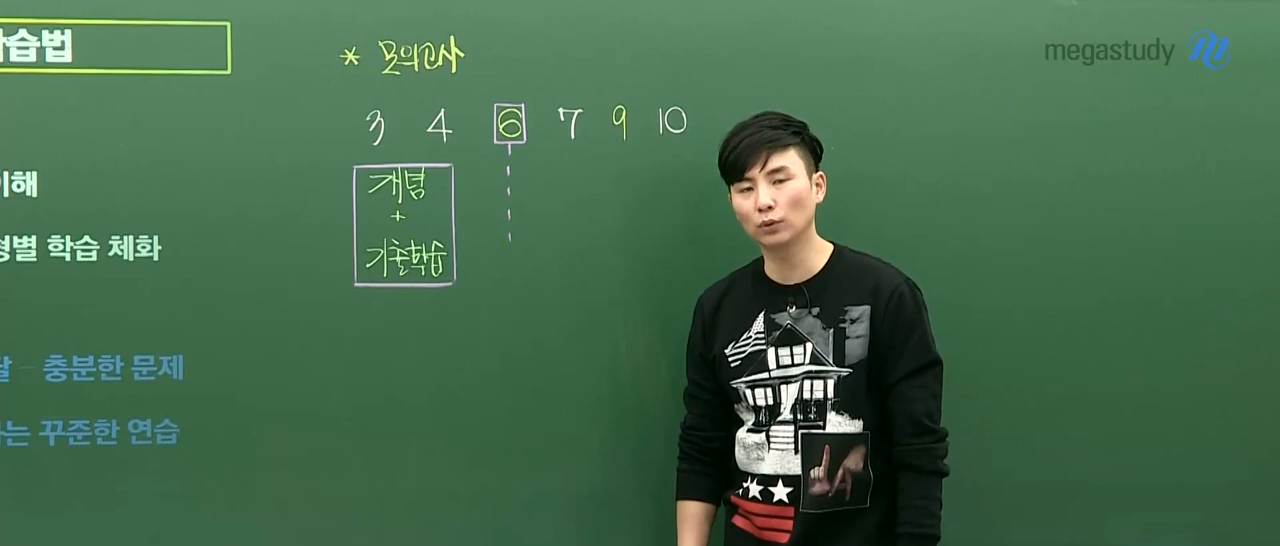 학습법
* 모의고사
megastudy
3 4 6 7 9 10
이해
개념
+
기출학습
형별 학습 체화
달 - 충분한 문제
하는 꾸준한 연습